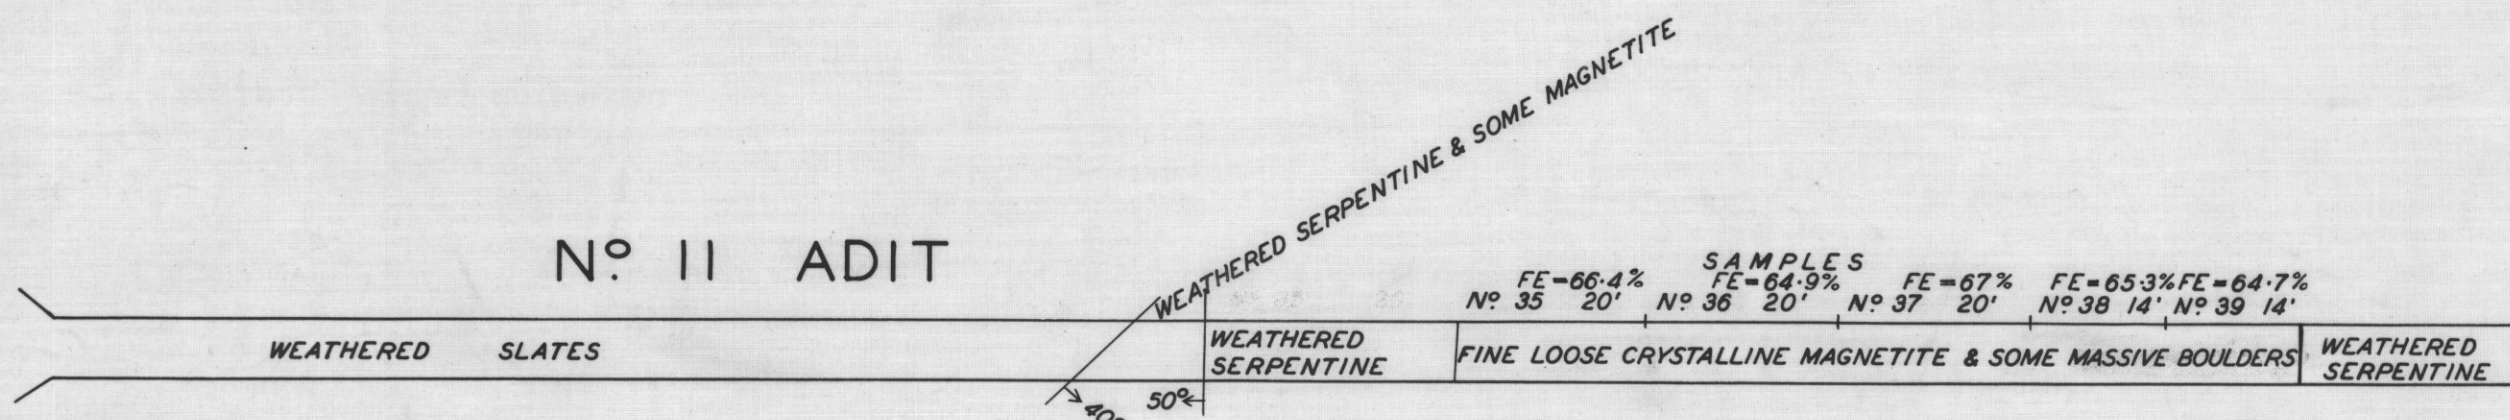 Nº 11 ADIT
WEATHERED SERPENTINE & SOME MAGNETITE
SAMPLES
FE=66·4% FE=64·9% FE=67% FE=65·3% FE=64·7%
Nº 35 20' Nº 36 20' Nº 37 20' Nº 38 14' Nº 39 14'
WEATHERED SLATES
WEATHERED
SERPENTINE
FINE LOOSE CRYSTALLINE MAGNETITE & SOME MASSIVE BOULDERS
WEATHERED
SERPENTINE
40°
50°